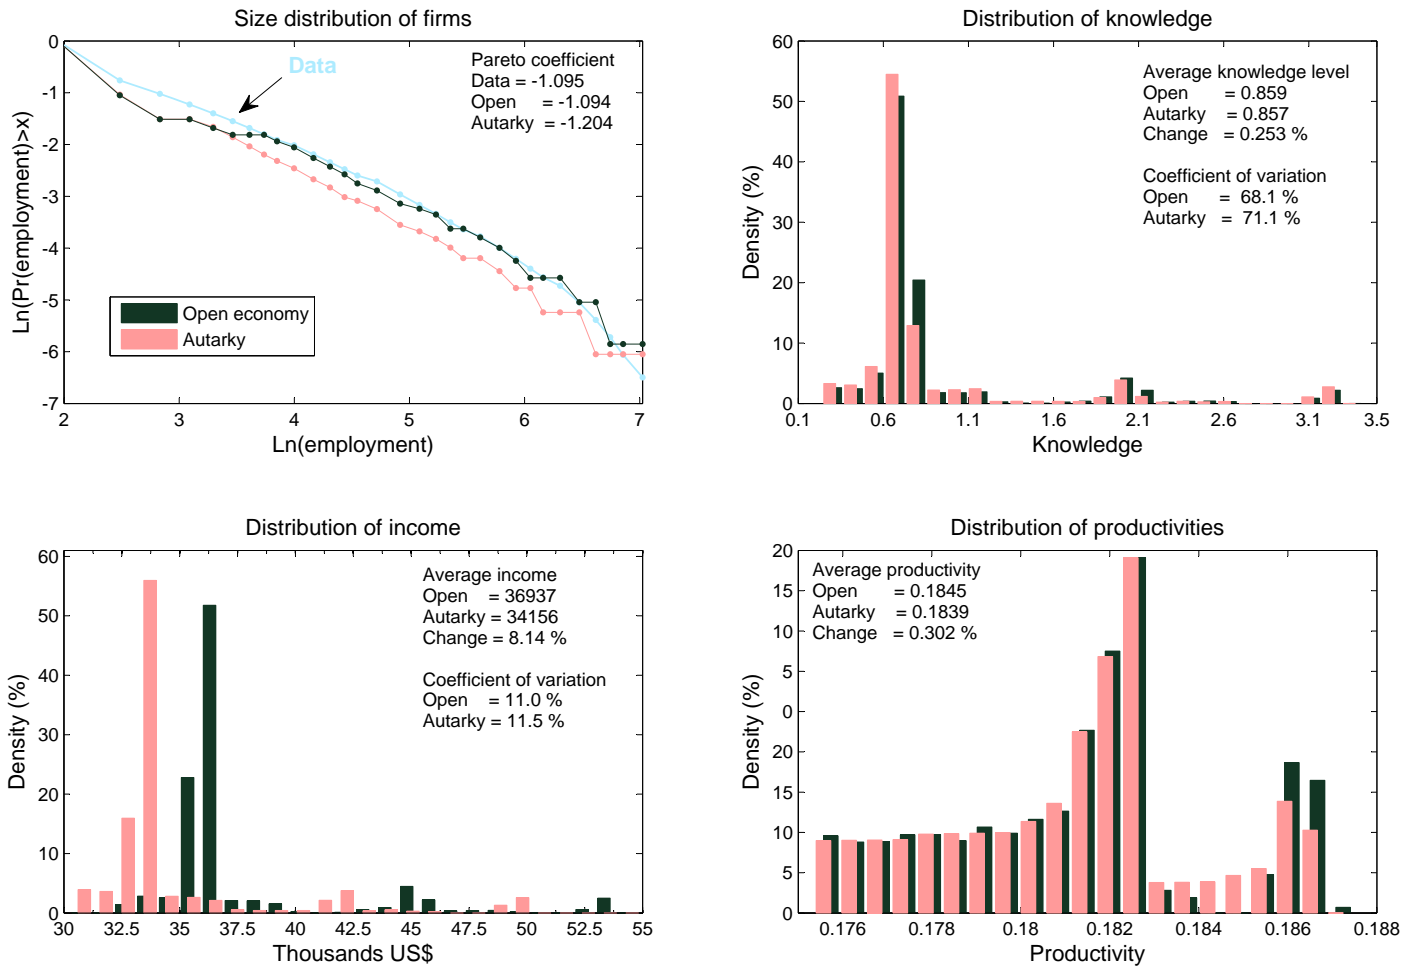 Size distribution of firms
Ln(Pr(employment)>x)
0
-1
-2
-3
-4
-5
-6
-7
Data
Pareto coefficient
Data = -1.095
Open = -1.094
Autarky = -1.204
Open economy
Autarky
2
3
4
5
6
7
Ln(employment)
Distribution of knowledge
Density (%)
60
50
40
30
20
10
0
Average knowledge level
Open = 0.859
Autarky = 0.857
Change = 0.253 %
Coefficient of variation
Open = 68.1 %
Autarky = 71.1 %
0.1
0.6
1.1
1.6
2.1
2.6
3.1
3.5
Knowledge
Distribution of income
Density (%)
60
50
40
30
20
10
0
Average income
Open = 36937
Autarky = 34156
Change = 8.14 %
Coefficient of variation
Open = 11.0 %
Autarky = 11.5 %
30
32.5
35
37.5
40
42.5
45
47.5
50
52.5
55
Thousands US$
Distribution of productivities
Density (%)
Density (%)
20
15
10
5
0
20
15
10
5
0
Average productivity
Open = 0.1845
Autarky = 0.1839
Change = 0.302 %
0.176
0.178
0.18
0.182
0.184
0.186
0.188
Productivity